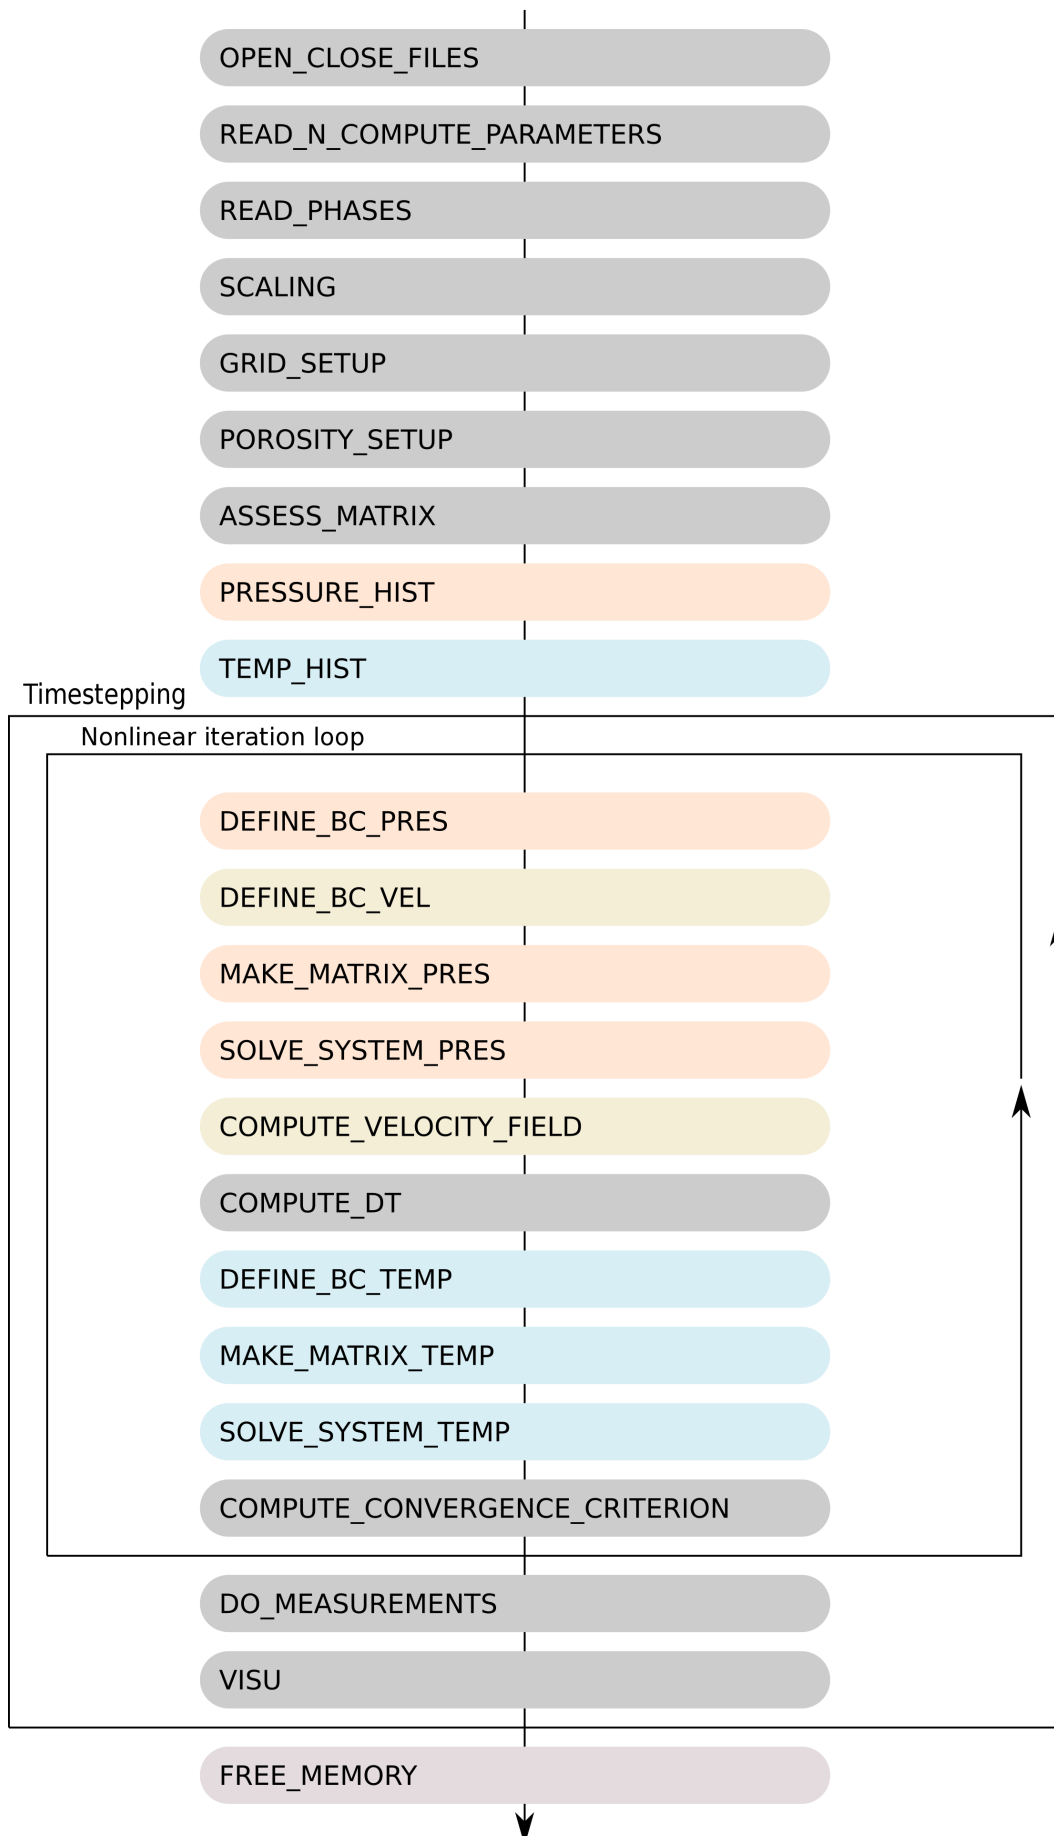 OPEN_CLOSE_FILES
READ_N_COMPUTE_PARAMETERS
READ_PHASES
SCALING
GRID_SETUP
POROSITY_SETUP
ASSESS_MATRIX
PRESSURE_HIST
TEMP_HIST
Timestepping
Nonlinear iteration loop
DEFINE_BC_PRES
DEFINE_BC_VEL
MAKE_MATRIX_PRES
SOLVE_SYSTEM_PRES
COMPUTE_VELOCITY_FIELD
COMPUTE_DT
DEFINE_BC_TEMP
MAKE_MATRIX_TEMP
SOLVE_SYSTEM_TEMP
COMPUTE_CONVERGENCE_CRITERION
DO_MEASUREMENTS
VISU
FREE_MEMORY